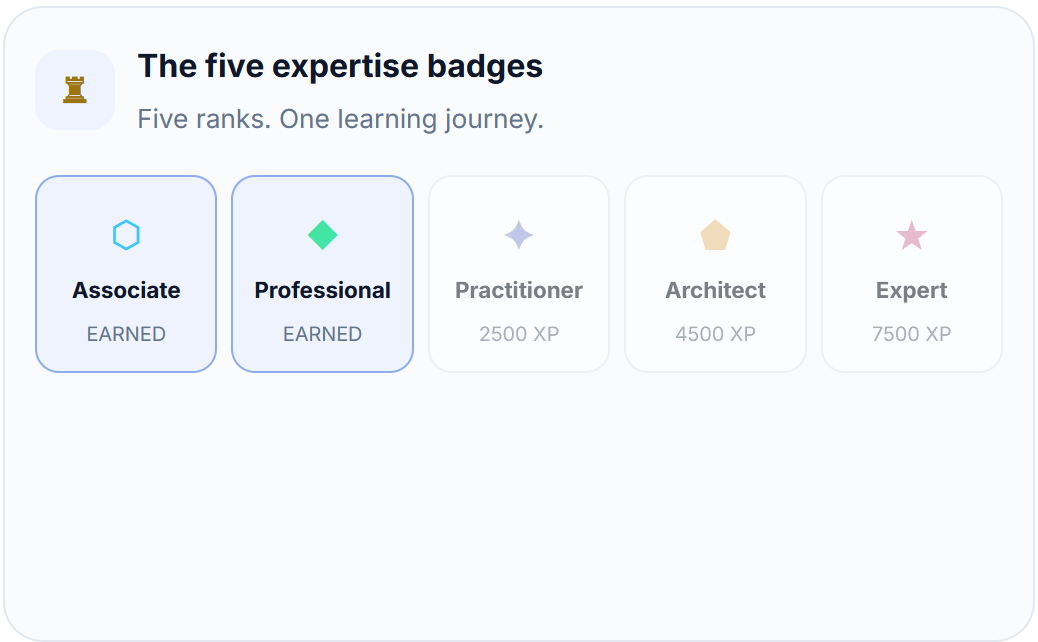 The five expertise badges
Five ranks. One learning journey.
Associate
EARNED
Professional
EARNED
Practitioner
2500 XP
Architect
4500 XP
Expert
7500 XP